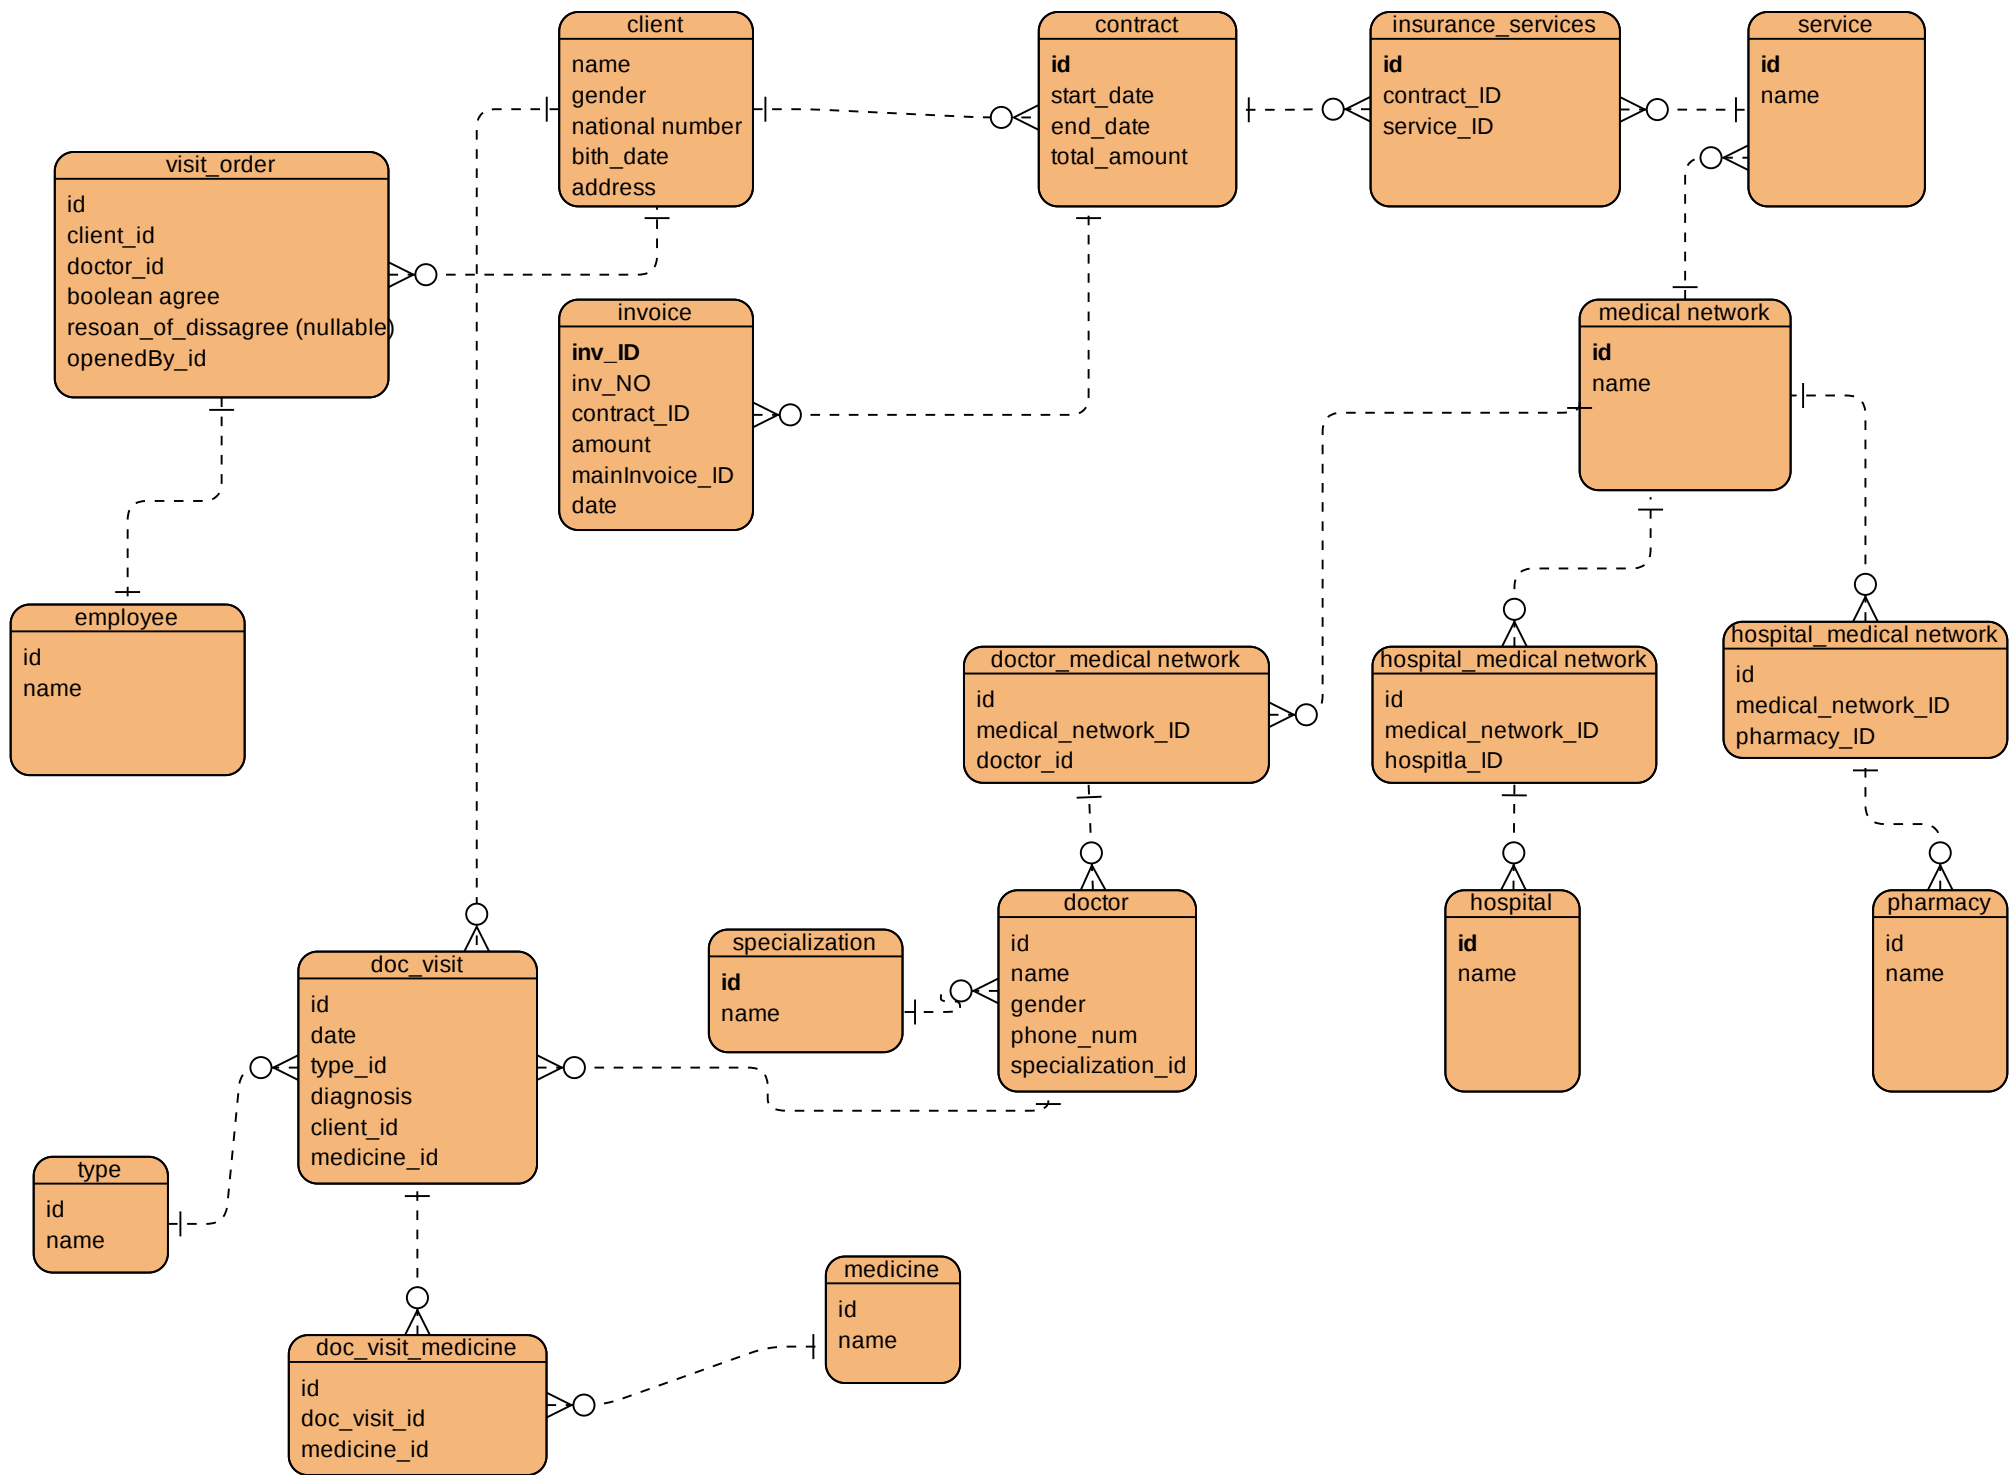 client
name
gender
national number
bith_date
address
contract
id
start_date
end_date
total_amount
insurance_services
id
contract_ID
service_ID
service
id
name
visit_order
id
client_id
doctor_id
boolean agree
resoan_of_dissagree (nullable)
openedBy_id
invoice
inv_ID
inv_NO
contract_ID
amount
mainInvoice_ID
date
medical network
id
name
employee
id
name
doctor_medical network
id
medical_network_ID
doctor_id
hospital_medical network
id
medical_network_ID
hospitla_ID
hospital_medical network
id
medical_network_ID
pharmacy_ID
doc_visit
id
date
type_id
diagnosis
client_id
medicine_id
specialization
id
name
doctor
id
name
gender
phone_num
specialization_id
hospital
id
name
pharmacy
id
name
type
id
name
doc_visit_medicine
id
doc_visit_id
medicine_id
medicine
id
name